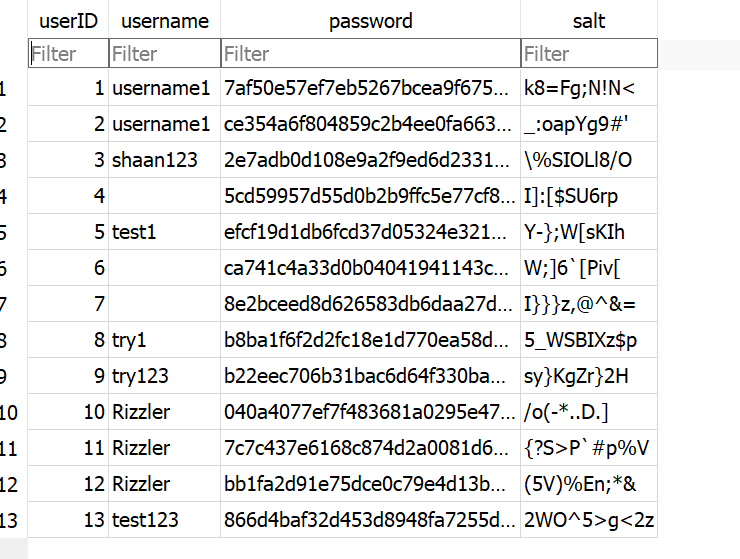 userID username password salt
Filter Filter Filter Filter
1 1 username1 7af50e57ef7eb5267bcea9f675... k8=Fg;N!N<
2 2 username1 ce354a6f804859c2b4ee0fa663... _:oapYg9#'
3 3 shaan123 2e7adb0d108e9a2f9ed6d2331... \%SIOLl8/O
4 4 5cd59957d55d0b2b9ffc5e77cf8... I]:[$SU6rp
5 5 test1 efcf19d1db6fcd37d05324e321... Y-};W[sKIh
6 6 ca741c4a33d0b04041941143c... W;]6`[Piv[
7 7 8e2bceed8d626583db6daa27d... I}}}z,@^&=
8 8 try1 b8ba1f6f2d2fc18e1d770ea58d... 5_WSBIXz$p
9 9 try123 b22eec706b31bac6d64f330ba... sy}KgZr}2H
10 10 Rizzler 040a4077ef7f483681a0295e47... /o(-*..D.]
11 11 Rizzler 7c7c437e6168c874d2a0081d6... {?S>P`#p%V
12 12 Rizzler bb1fa2d91e75dce0c79e4d13b... (5V)%En;*&
13 13 test123 866d4baf32d453d8948fa7255d... 2WO^5>g<2z